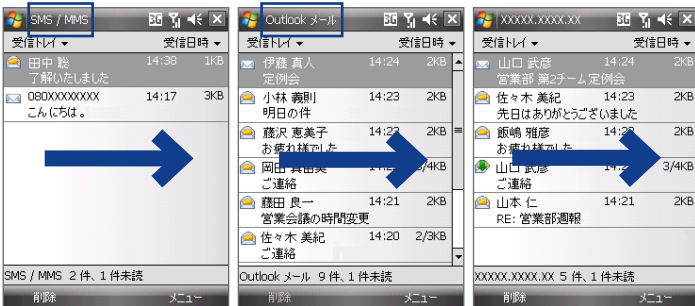 SMS / MMS
受信トレイ 受信日時
田中 聡 14:38 1KB
了解いたしました
080XXXXXXXX 14:17 3KB
こんにちは。
SMS / MMS 2 件、1 件未読
削除 メニュー
Outlook メール
受信トレイ 受信日時
伊藤 真人 14:24 2KB
定例会
小林 義則 14:23 2KB
明日の件
藤沢 恵美子 14:22 2KB
お疲れ様でした
岡田 真由美 3/4KB
ご連絡
藤田 良一 14:21 2KB
営業会議の時間変更
佐々木 美紀 14:20 2/3KB
ご連絡
Outlook メール 9 件、1 件未読
削除 メニュー
XXXXX.XXXX.XX
受信トレイ 受信日時
山口 武彦 14:24 2KB
営業部 第2チーム定例会
佐々木 美紀 14:23 2KB
先日はありがとうございました
飯嶋 雅彦 2KB
お疲れ様でした
山口 武彦 3/4KB
ご連絡
山本 仁 14:21 2KB
RE: 営業部週報
XXXXX.XXXX.XX 5 件、1 件未読
削除 メニュー